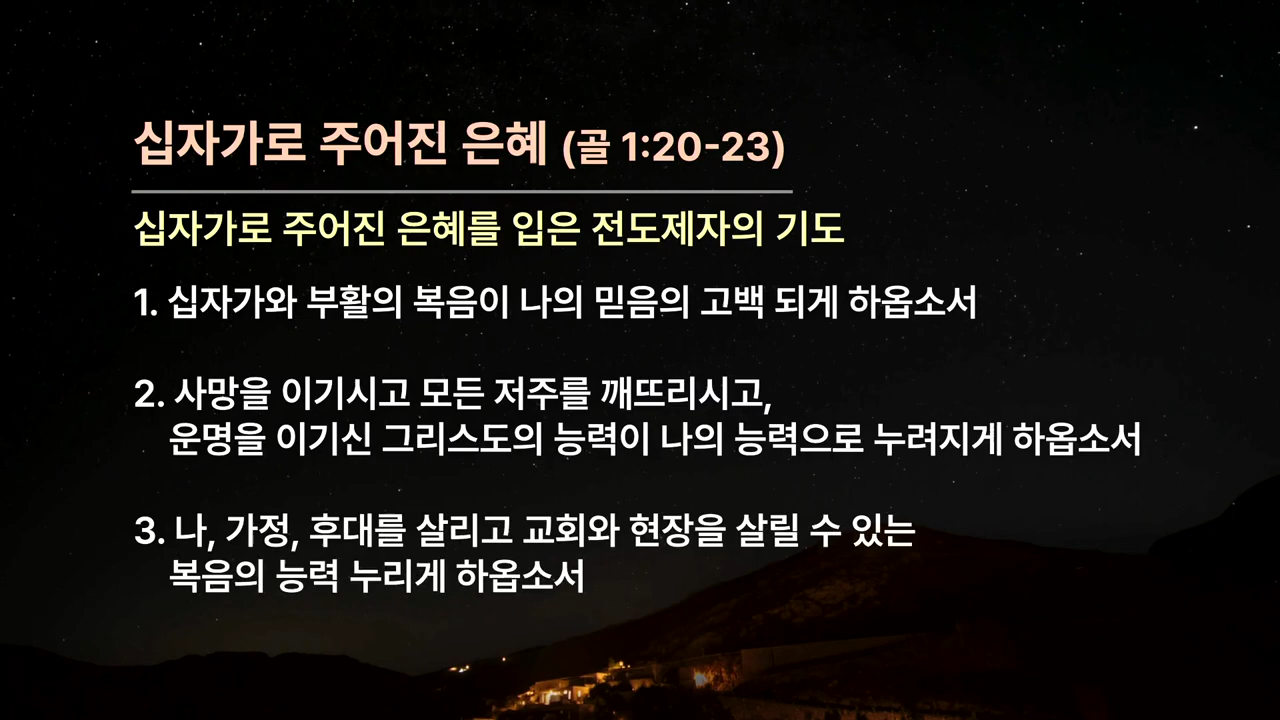 십자가로 주어진 은혜 (골 1:20-23)
십자가로 주어진 은혜를 입은 전도제자의 기도
1. 십자가와 부활의 복음이 나의 믿음의 고백 되게 하옵소서
2. 사망을 이기시고 모든 저주를 깨뜨리시고,
운명을 이기신 그리스도의 능력이 나의 능력으로 누려지게 하옵소서
3. 나, 가정, 후대를 살리고 교회와 현장을 살릴 수 있는
복음의 능력 누리게 하옵소서